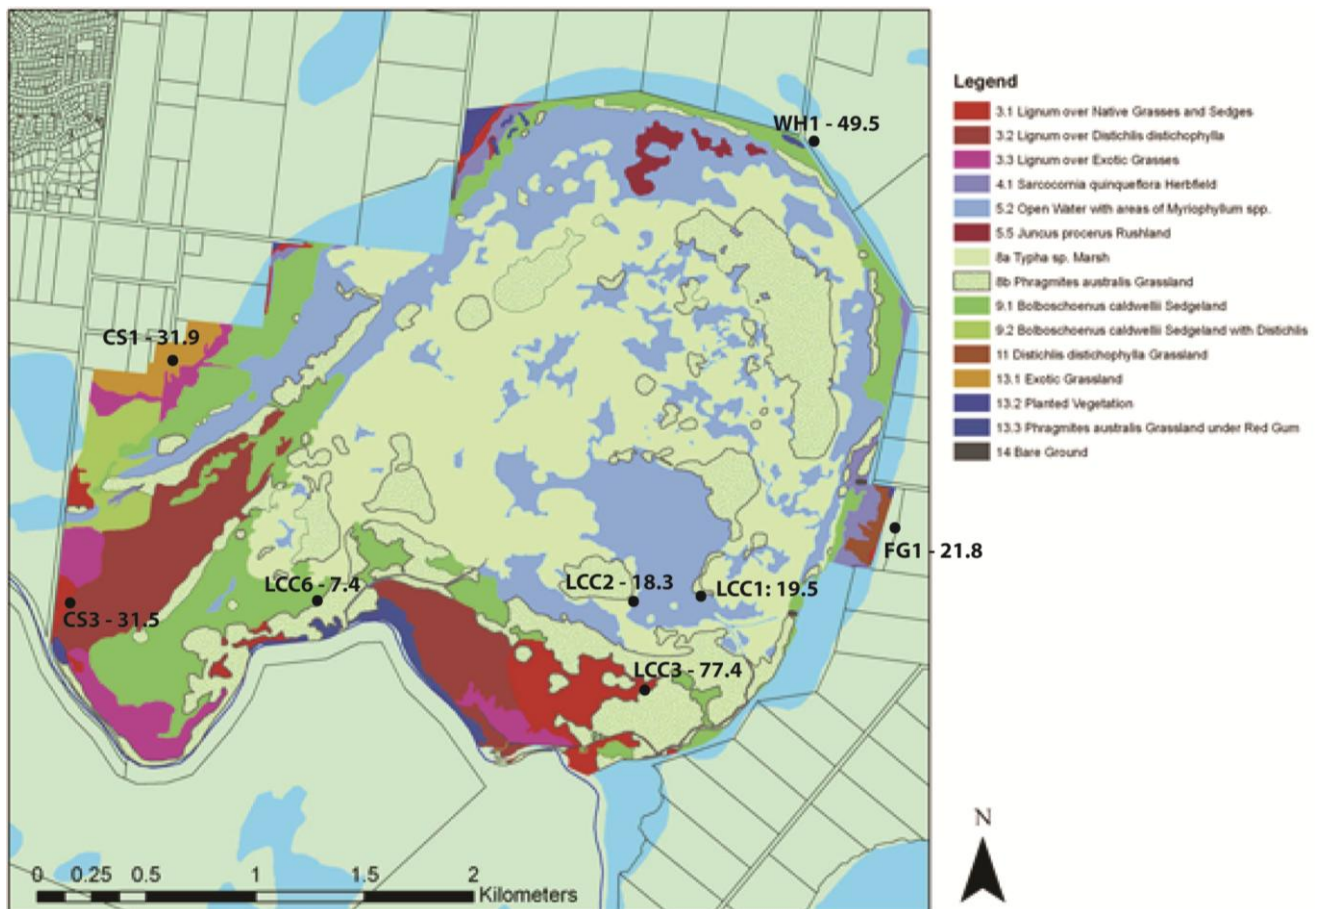 Legend
3.1 Lignum over Native Grasses and Sedges
3.2 Lignum over Distichlis distichophylla
3.3 Lignum over Exotic Grasses
4.1 Sarcocornia quinqueflora Herbfield
5.2 Open Water with areas of Myriophyllum spp.
5.5 Juncus procerus Rushland
8a Typha sp. Marsh
8b Phragmites australis Grassland
9.1 Bolboschoenus caldwellii Sedgeland
9.2 Bolboschoenus caldwellii Sedgeland with Distichlis
11 Distichlis distichophylla Grassland
13.1 Exotic Grassland
13.2 Planted Vegetation
13.3 Phragmites australis Grassland under Red Gum
14 Bare Ground
WH1 - 49.5
CS1 - 31.9
FG1 - 21.8
LCC6 - 7.4
LCC2 - 18.3
LCC1: 19.5
CS3 - 31.5
LCC3 - 77.4
N
0 0.25 0.5 1 1.5 2
Kilometers